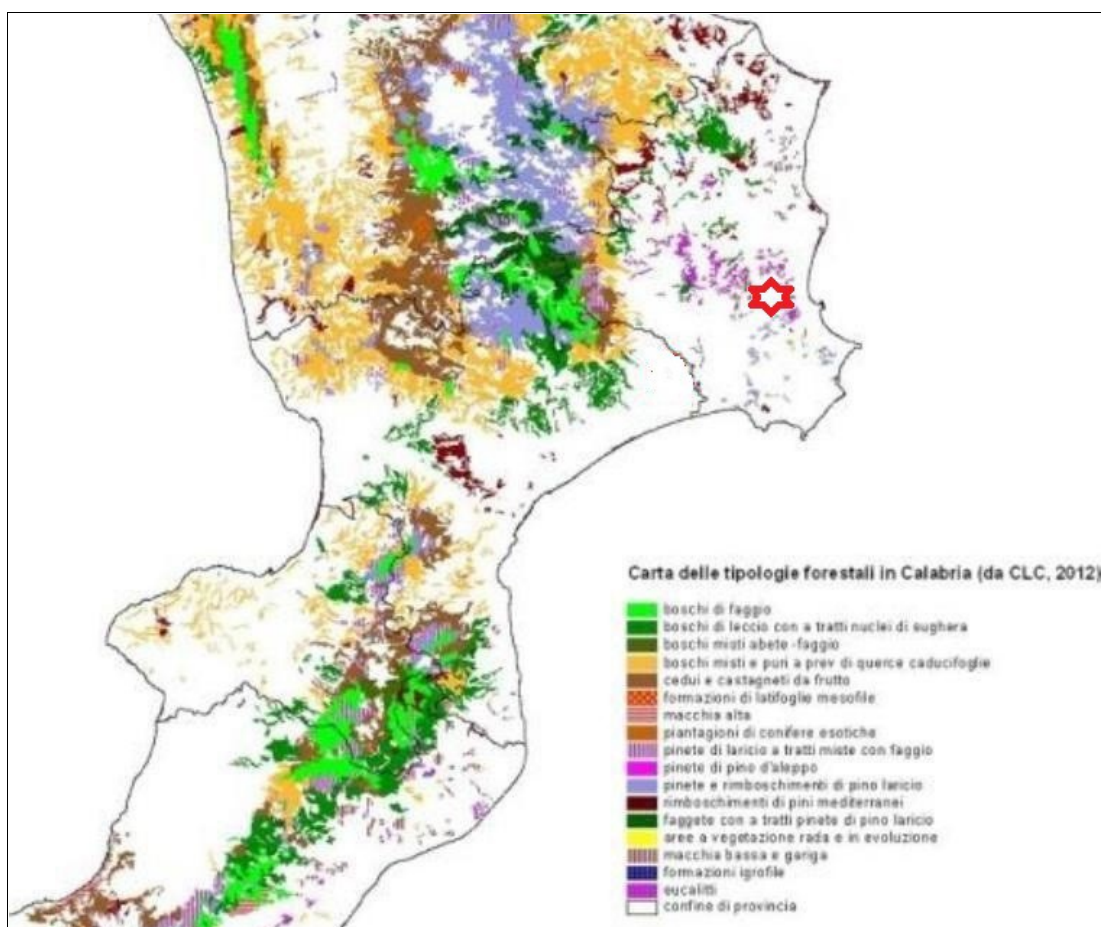 Carta delle tipologie forestali in Calabria (da CLC, 2012)
boschi di faggio
boschi di leccio con a tratti nuclei di sughera
boschi misti abete -faggio
boschi misti e puri a prev di querce caducifoglie
cedui e castagneti da frutto
formazioni di latifoglie mesofile
macchia alta
piantagioni di conifere esotiche
pinete di laricio a tratti miste con faggio
pinete di pino d'aleppo
pinete e rimboschimenti di pino laricio
rimboschimenti di pini mediterranei
faggete con a tratti pinete di pino laricio
aree a vegetazione rada e in evoluzione
macchia bassa e gariga
formazioni igrofile
eucalitti
confine di provincia